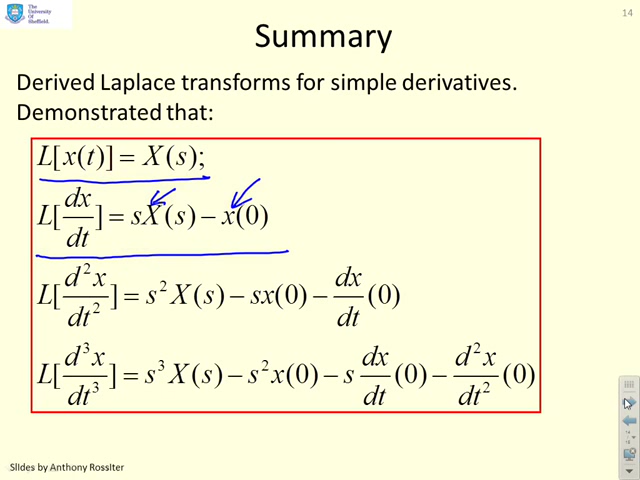 The
University
Of
Sheffield.
14
Summary
Derived Laplace transforms for simple derivatives.
Demonstrated that:
L[x(t)] = X(s);
L[dx/dt] = sX(s) − x(0)
L[d²x/dt²] = s²X(s) − sx(0) − dx/dt(0)
L[d³x/dt³] = s³X(s) − s²x(0) − s dx/dt(0) − d²x/dt²(0)
Slides by Anthony Rossiter